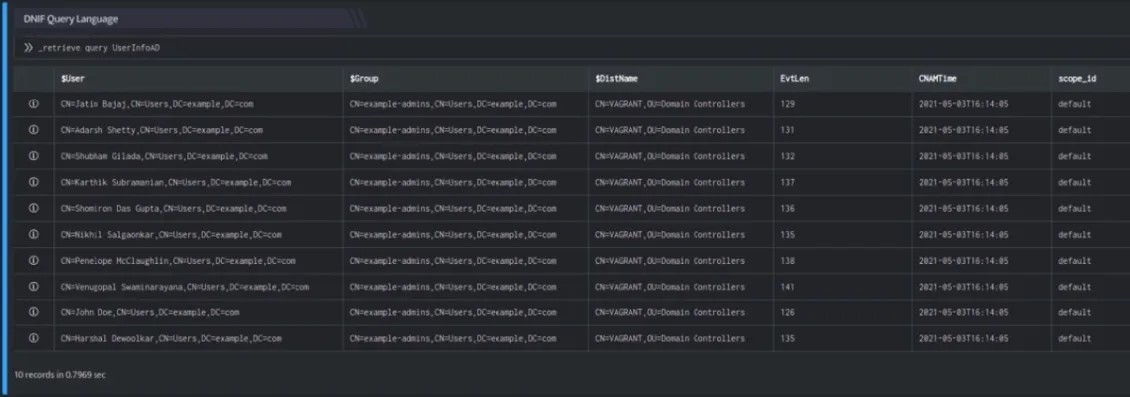 DNIF Query Language
_retrieve query UserInfoAD
$User $Group $DistName EvtLen CNAMTime scope_id
CN=Jatin Bajaj,CN=Users,DC=example,DC=com CN=example-admins,CN=Users,DC=example,DC=com CN=VAGRANT,OU=Domain Controllers 129 2021-05-03T16:14:05 default
CN=Adarsh Shetty,CN=Users,DC=example,DC=com CN=example-admins,CN=Users,DC=example,DC=com CN=VAGRANT,OU=Domain Controllers 131 2021-05-03T16:14:05 default
CN=Shubham Gilada,CN=Users,DC=example,DC=com CN=example-admins,CN=Users,DC=example,DC=com CN=VAGRANT,OU=Domain Controllers 132 2021-05-03T16:14:05 default
CN=Karthik Subramanian,CN=Users,DC=example,DC=com CN=example-admins,CN=Users,DC=example,DC=com CN=VAGRANT,OU=Domain Controllers 137 2021-05-03T16:14:05 default
CN=Shomiron Das Gupta,CN=Users,DC=example,DC=com CN=example-admins,CN=Users,DC=example,DC=com CN=VAGRANT,OU=Domain Controllers 136 2021-05-03T16:14:05 default
CN=Nikhil Salgaonkar,CN=Users,DC=example,DC=com CN=example-admins,CN=Users,DC=example,DC=com CN=VAGRANT,OU=Domain Controllers 135 2021-05-03T16:14:05 default
CN=Penelope McClaughlin,CN=Users,DC=example,DC=com CN=example-admins,CN=Users,DC=example,DC=com CN=VAGRANT,OU=Domain Controllers 138 2021-05-03T16:14:05 default
CN=Venugopal Swaminarayana,CN=Users,DC=example,DC=com CN=example-admins,CN=Users,DC=example,DC=com CN=VAGRANT,OU=Domain Controllers 141 2021-05-03T16:14:05 default
CN=John Doe,CN=Users,DC=example,DC=com CN=example-admins,CN=Users,DC=example,DC=com CN=VAGRANT,OU=Domain Controllers 126 2021-05-03T16:14:05 default
CN=Harshal Dewoolkar,CN=Users,DC=example,DC=com CN=example-admins,CN=Users,DC=example,DC=com CN=VAGRANT,OU=Domain Controllers 135 2021-05-03T16:14:05 default
10 records in 0.7969 sec